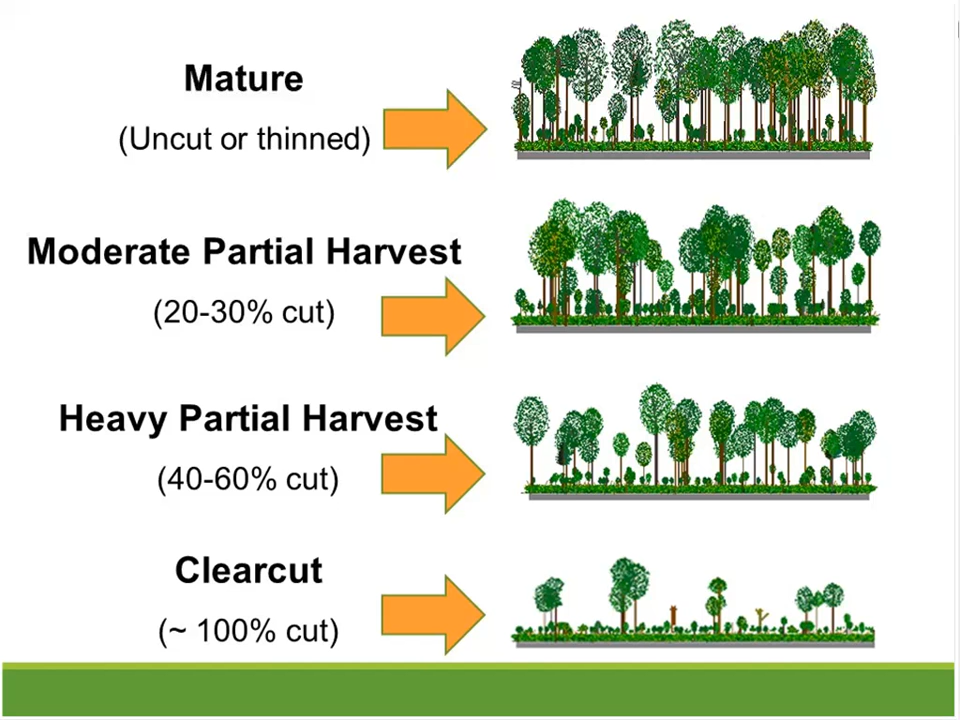 Mature
(Uncut or thinned)
Moderate Partial Harvest
(20-30% cut)
Heavy Partial Harvest
(40-60% cut)
Clearcut
(~ 100% cut)